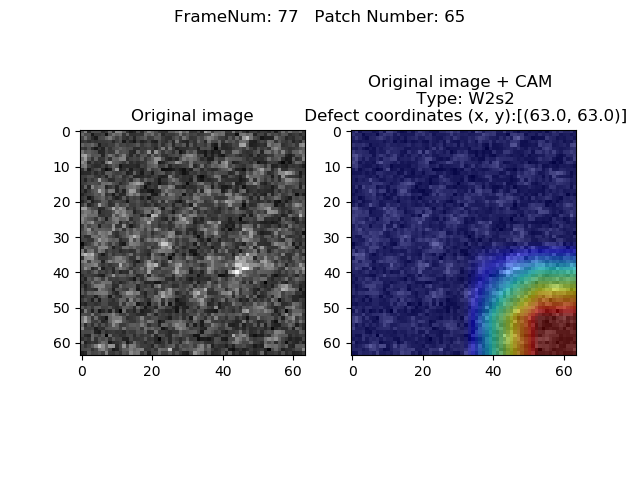 FrameNum: 77   Patch Number: 65
Original image
0
10
20
30
40
50
60
0 20 40 60
Original image + CAM
Type: W2s2
Defect coordinates (x, y):[(63.0, 63.0)]
0
10
20
30
40
50
60
0 20 40 60